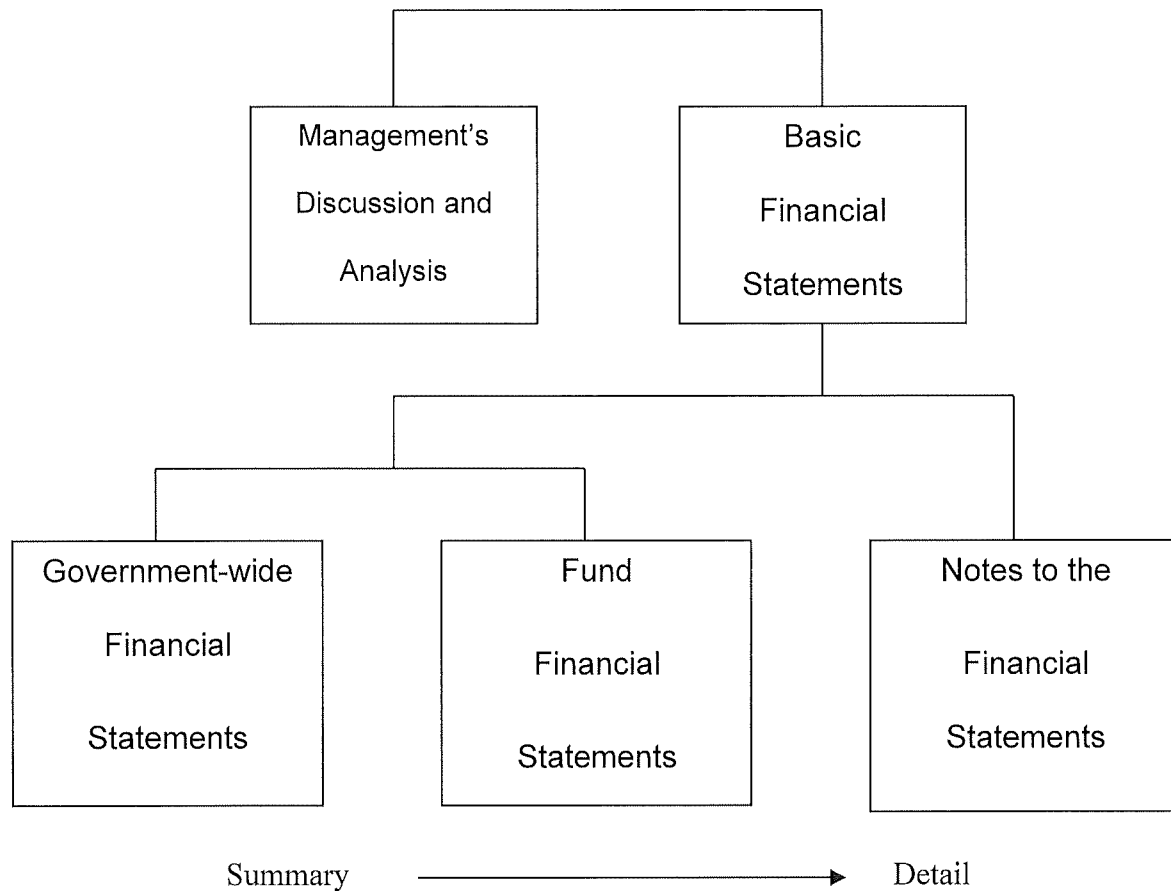 Management’s
Discussion and
Analysis
Basic
Financial
Statements
Government-wide
Financial
Statements
Fund
Financial
Statements
Notes to the
Financial
Statements
Summary
Detail